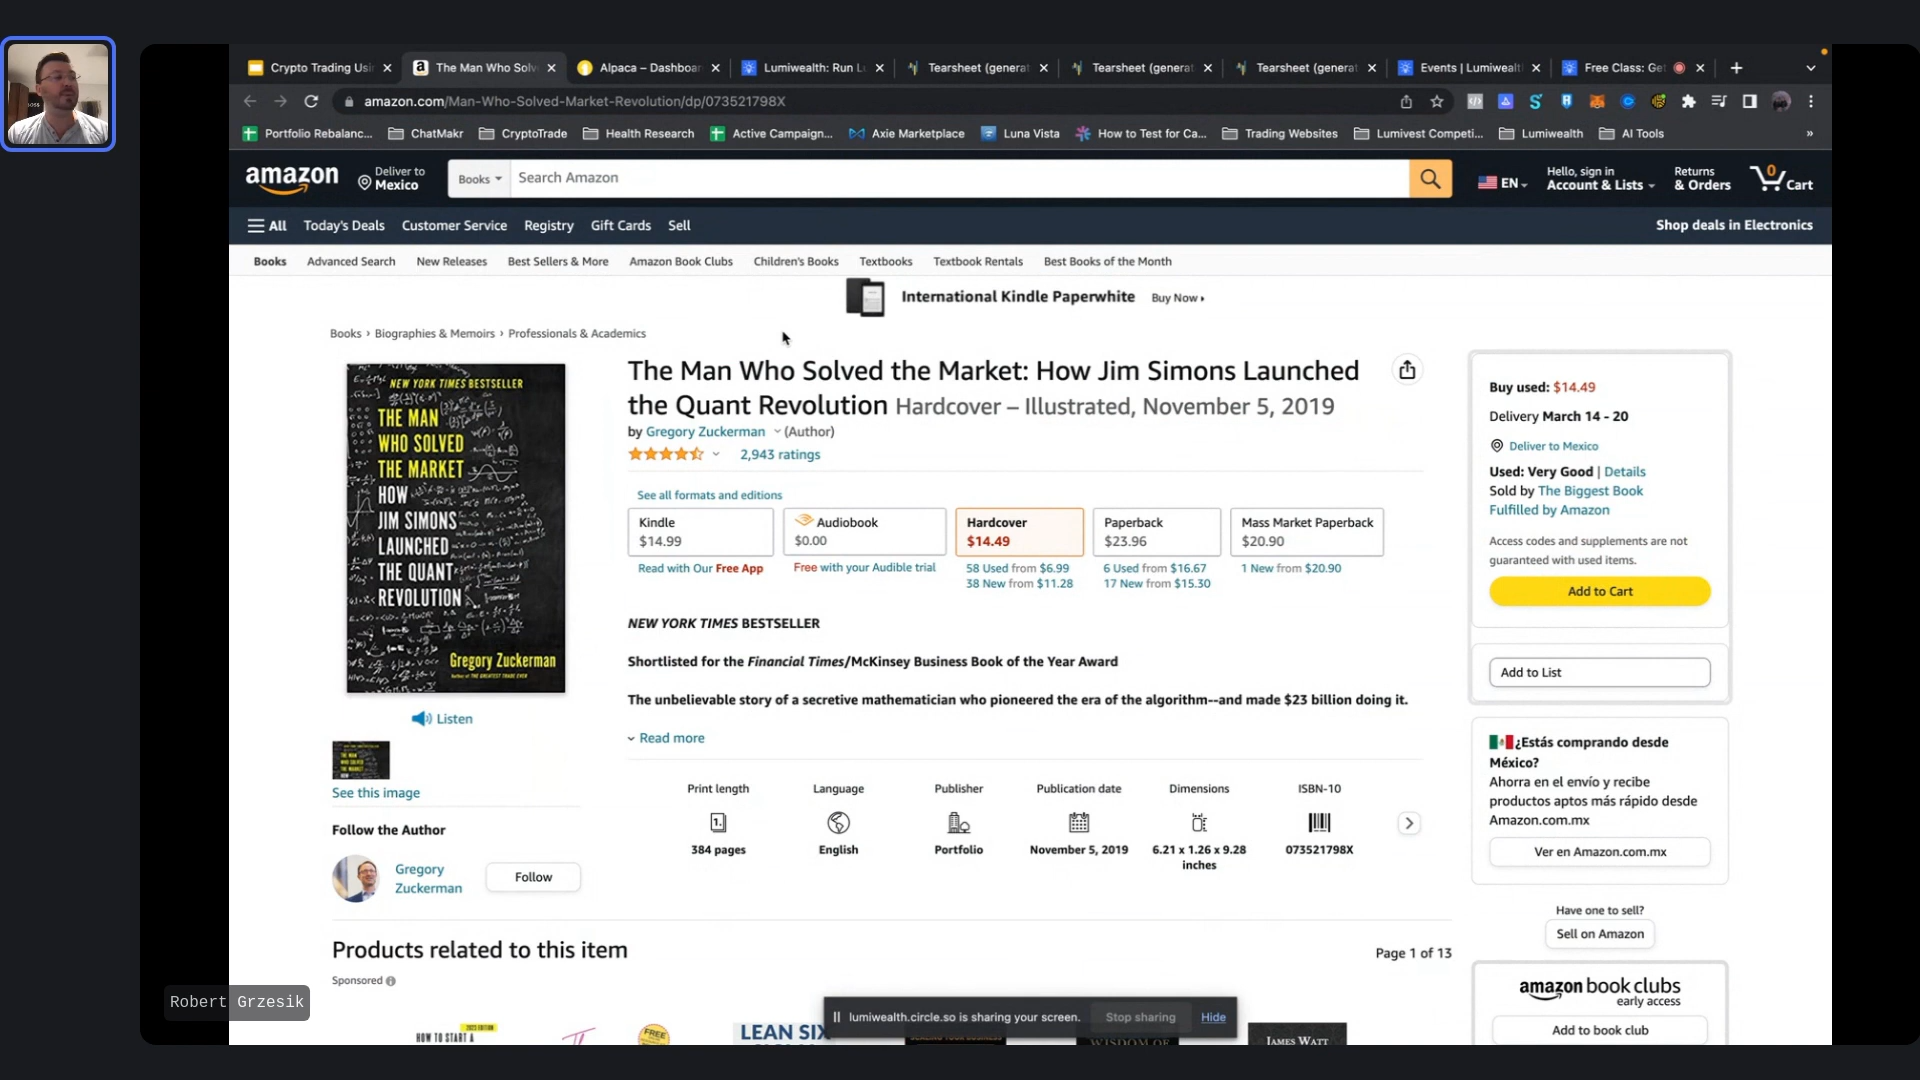 Crypto Trading Usi
The Man Who Solv
Alpaca – Dashboar
Lumiwealth: Run L
Tearsheet (generat
Tearsheet (generat
Tearsheet (generat
Events | Lumiwealt
Free Class: Ge
amazon.com/Man-Who-Solved-Market-Revolution/dp/073521798X
Portfolio Rebalanc...
ChatMakr
CryptoTrade
Health Research
Active Campaign...
Axie Marketplace
Luna Vista
How to Test for Ca...
Trading Websites
Lumivest Competi...
Lumiwealth
AI Tools
»
amazon
Deliver to
Mexico
Books
Search Amazon
EN
Hello, sign in
Account & Lists
Returns
& Orders
0
Cart
All
Today's Deals
Customer Service
Registry
Gift Cards
Sell
Shop deals in Electronics
Books
Advanced Search
New Releases
Best Sellers & More
Amazon Book Clubs
Children's Books
Textbooks
Textbook Rentals
Best Books of the Month
International Kindle Paperwhite
Buy Now
Books › Biographies & Memoirs › Professionals & Academics
NEW YORK TIMES BESTSELLER
THE MAN
WHO SOLVED
THE MARKET
HOW
JIM SIMONS
LAUNCHED
THE QUANT
REVOLUTION
Gregory Zuckerman
Author of THE GREATEST TRADE EVER
Listen
See this image
Follow the Author
Gregory
Zuckerman
Follow
The Man Who Solved the Market: How Jim Simons Launched
the Quant Revolution Hardcover – Illustrated, November 5, 2019
by Gregory Zuckerman (Author)
2,943 ratings
See all formats and editions
Kindle
$14.99
Read with Our Free App
Audiobook
$0.00
Free with your Audible trial
Hardcover
$14.49
58 Used from $6.99
38 New from $11.28
Paperback
$23.96
6 Used from $16.67
17 New from $15.30
Mass Market Paperback
$20.90
1 New from $20.90
NEW YORK TIMES BESTSELLER
Shortlisted for the Financial Times/McKinsey Business Book of the Year Award
The unbelievable story of a secretive mathematician who pioneered the era of the algorithm--and made $23 billion doing it.
Read more
Print length
384 pages
Language
English
Publisher
Portfolio
Publication date
November 5, 2019
Dimensions
6.21 x 1.26 x 9.28
inches
ISBN-10
073521798X
Buy used: $14.49
Delivery March 14 - 20
Deliver to Mexico
Used: Very Good | Details
Sold by The Biggest Book
Fulfilled by Amazon
Access codes and supplements are not
guaranteed with used items.
Add to Cart
Add to List
¿Estás comprando desde
México?
Ahorra en el envío y recibe
productos aptos más rápido desde
Amazon.com.mx
Ver en Amazon.com.mx
Have one to sell?
Sell on Amazon
amazon book clubs
early access
Add to book club
Products related to this item
Page 1 of 13
Sponsored
HOW TO START A
FREE
LEAN SIX
WISDOM OF
JAMES WATT
lumiwealth.circle.so is sharing your screen.
Stop sharing
Hide
Robert Grzesik